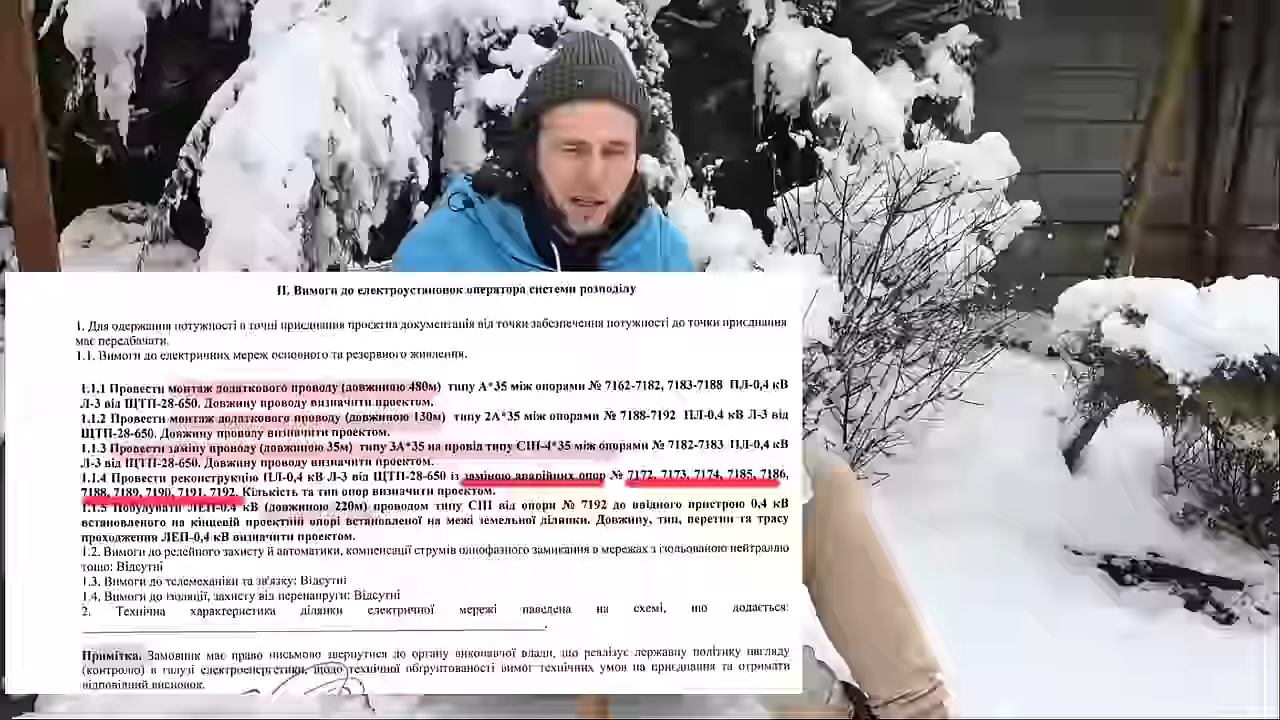 ІІ. Вимоги до електроустановок оператора системи розподілу
1. Для одержання потужності в точці приєднання проєктна документація від точки забезпечення потужності до точки приєднання
має передбачати.
1.1. Вимоги до електричних мереж основного та резервного живлення.
1.1.1 Провести монтаж додаткового проводу (довжиною 480м) типу А*35 між опорами № 7162-7182, 7183-7188 ПЛ-0,4 кВ
Л-3 від ЩТП-28-650. Довжину проводу визначити проектом.
1.1.2 Провести монтаж додаткового проводу (довжиною 130м) типу 2А*35 між опорами № 7188-7192 ПЛ-0,4 кВ Л-3 від
ЩТП-28-650. Довжину проводу визначити проектом.
1.1.3 Провести заміну проводу (довжиною 35м) типу 3А*35 на провід типу СІП-4*35 між опорами № 7182-7183 ПЛ-0,4 кВ
Л-3 від ЩТП-28-650. Довжину проводу визначити проектом.
1.1.4 Провести реконструкцію ПЛ-0,4 кВ Л-3 від ЩТП-28-650 із заміною аварійних опор № 7172, 7173, 7174, 7185, 7186,
7188, 7189, 7190, 7191, 7192. Кількість та тип опор визначити проектом.
1.1.5 Побудувати ЛЕП-0.4 кВ (довжиною 220м) проводом типу СІП від опори № 7192 до ввідного пристрою 0,4 кВ
встановленого на кінцевій проектній опорі встановленої на межі земельної ділянки. Довжину, тип, перетин та трасу
проходження ЛЕП-0,4 кВ визначити проектом.
1.2. Вимоги до релейного захисту й автоматики, компенсації струмів однофазного замикання в мережах з ізольованою нейтраллю
тощо: Відсутні
1.3. Вимоги до телемеханіки та зв'язку: Відсутні
1.4. Вимоги до ізоляції, захисту від перенапруги: Відсутні
2. Технічна характеристика ділянки електричної мережі наведена на схемі, що додається:
Примітка. Замовник має право письмово звернутися до органу виконавчої влади, що реалізує державну політику нагляду
(контролю) в галузі електроенергетики, щодо технічної обґрунтованості вимог технічних умов на приєднання та отримати
відповідний висновок.